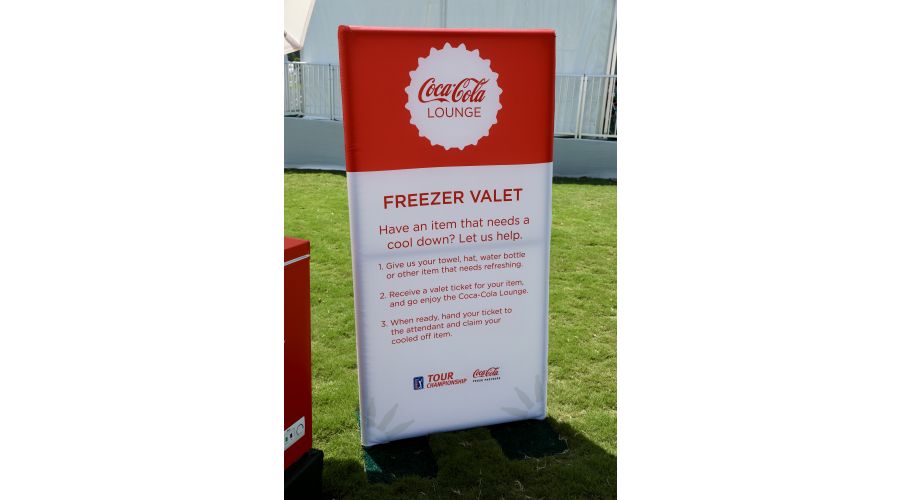 Coca-Cola
LOUNGE
FREEZER VALET
Have an item that needs a
cool down? Let us help.
1. Give us your towel, hat, water bottle
or other item that needs refreshing.
2. Receive a valet ticket for your item,
and go enjoy the Coca-Cola Lounge.
3. When ready, hand your ticket to
the attendant and claim your
cooled off item.
TOUR
CHAMPIONSHIP
Coca-Cola